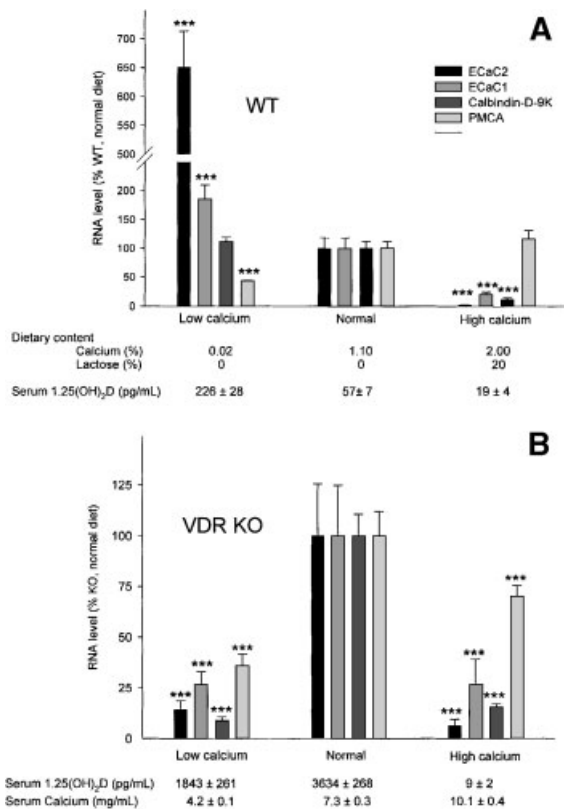 A
WT
ECaC2
ECaC1
Calbindin-D-9K
PMCA
RNA level (% WT, normal diet)
750
700
650
600
550
500
200
150
100
50
0
***
***
***
***
***
***
Low calcium
Normal
High calcium
Dietary content
Calcium (%) 0.02 1.10 2.00
Lactose (%) 0 0 20
Serum 1.25(OH)2D (pg/mL) 226 ± 28 57± 7 19 ± 4
B
VDR KO
RNA level (% KO, normal diet)
125
100
75
50
25
0
***
***
***
***
***
***
***
***
Low calcium
Normal
High calcium
Serum 1.25(OH)2D (pg/mL) 1843 ± 261 3634 ± 268 9 ± 2
Serum Calcium (mg/mL) 4.2 ± 0.1 7.3 ± 0.3 10.1 ± 0.4